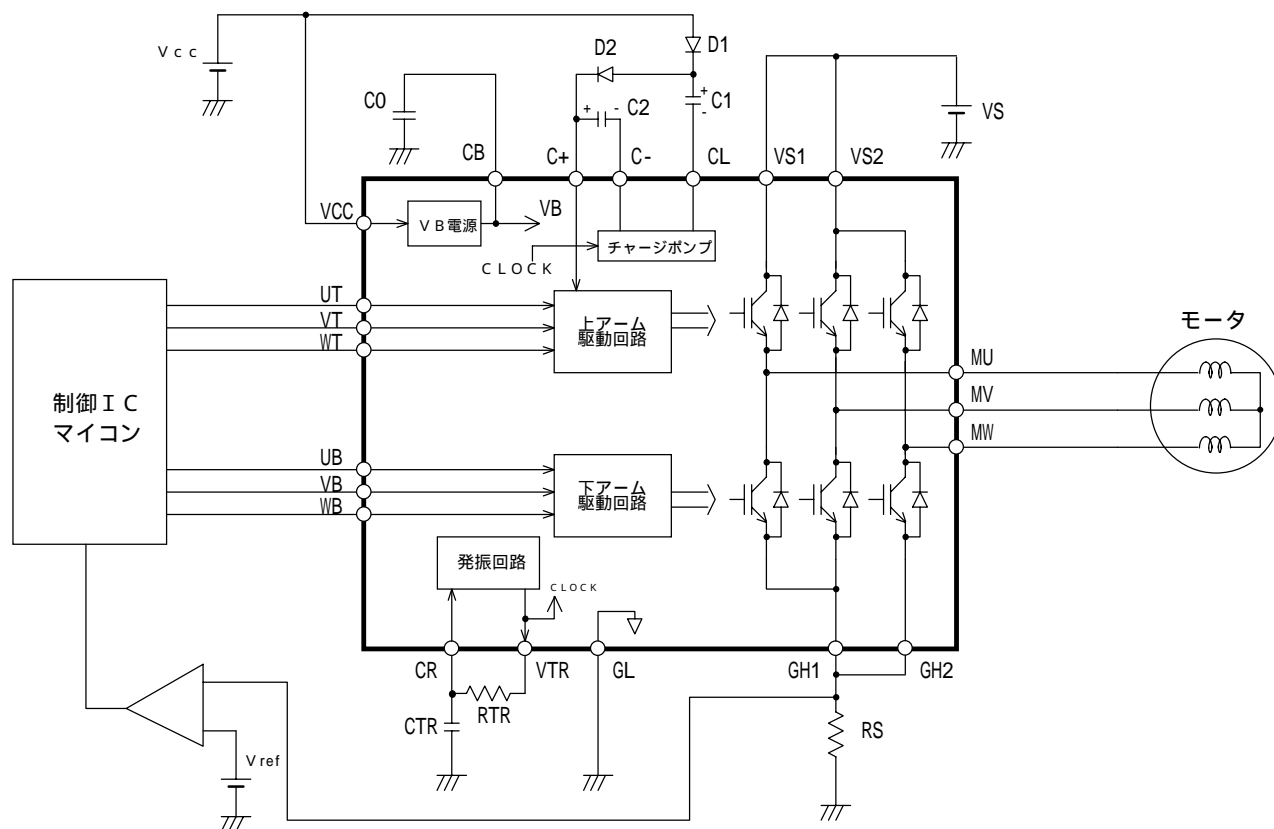 Vcc
D2
D1
C0
+ - C2
+
- C1
VS
CB
C+
C-
CL
VS1
VS2
VCC
VB電源
VB
チャージポンプ
CLOCK
UT
VT
WT
上アーム
駆動回路
モータ
MU
MV
MW
制御IC
マイコン
UB
VB
WB
下アーム
駆動回路
発振回路
CLOCK
CR
VTR
GL
GH1
GH2
RTR
CTR
RS
Vref